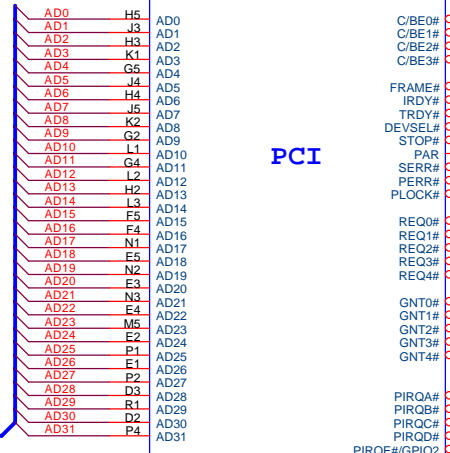 AD0 H5 AD0 C/BE0#
AD1 J3 AD1 C/BE1#
AD2 H3 AD2 C/BE2#
AD3 K1 AD3 C/BE3#
AD4 G5 AD4
AD5 J4 AD5 FRAME#
AD6 H4 AD6 IRDY#
AD7 J5 AD7 TRDY#
AD8 K2 AD8 DEVSEL#
AD9 G2 AD9 STOP#
AD10 L1 AD10 PCI PAR
AD11 G4 AD11 SERR#
AD12 L2 AD12 PERR#
AD13 H2 AD13 PLOCK#
AD14 L3 AD14
AD15 F5 AD15 REQ0#
AD16 F4 AD16 REQ1#
AD17 N1 AD17 REQ2#
AD18 E5 AD18 REQ3#
AD19 N2 AD19 REQ4#
AD20 E3 AD20
AD21 N3 AD21 GNT0#
AD22 E4 AD22 GNT1#
AD23 M5 AD23 GNT2#
AD24 E2 AD24 GNT3#
AD25 P1 AD25 GNT4#
AD26 E1 AD26
AD27 P2 AD27
AD28 D3 AD28 PIRQA#
AD29 R1 AD29 PIRQB#
AD30 D2 AD30 PIRQC#
AD31 P4 AD31 PIRQD#
PIRQE#/GPIO2